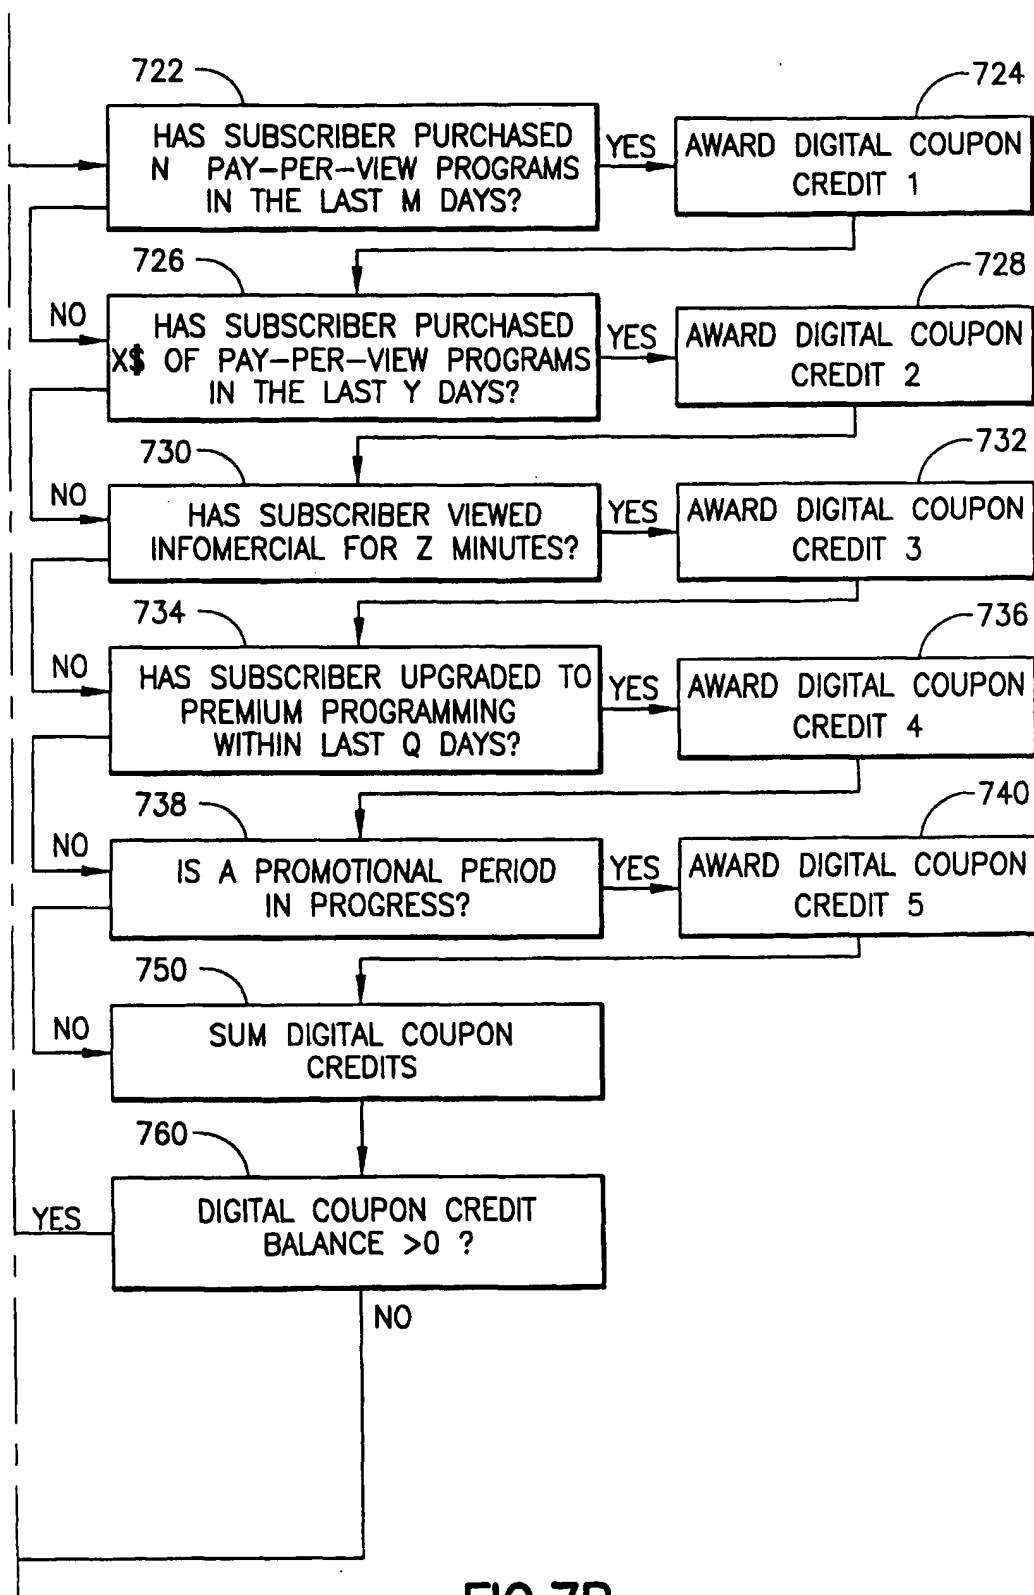 722
724
HAS SUBSCRIBER PURCHASED
N PAY-PER-VIEW PROGRAMS
IN THE LAST M DAYS?
YES
AWARD DIGITAL COUPON
CREDIT 1
726
728
NO
HAS SUBSCRIBER PURCHASED
X$ OF PAY-PER-VIEW PROGRAMS
IN THE LAST Y DAYS?
YES
AWARD DIGITAL COUPON
CREDIT 2
730
732
NO
HAS SUBSCRIBER VIEWED
INFOMERCIAL FOR Z MINUTES?
YES
AWARD DIGITAL COUPON
CREDIT 3
734
736
NO
HAS SUBSCRIBER UPGRADED TO
PREMIUM PROGRAMMING
WITHIN LAST Q DAYS?
YES
AWARD DIGITAL COUPON
CREDIT 4
738
740
NO
IS A PROMOTIONAL PERIOD
IN PROGRESS?
YES
AWARD DIGITAL COUPON
CREDIT 5
750
NO
SUM DIGITAL COUPON
CREDITS
760
YES
DIGITAL COUPON CREDIT
BALANCE >0 ?
NO